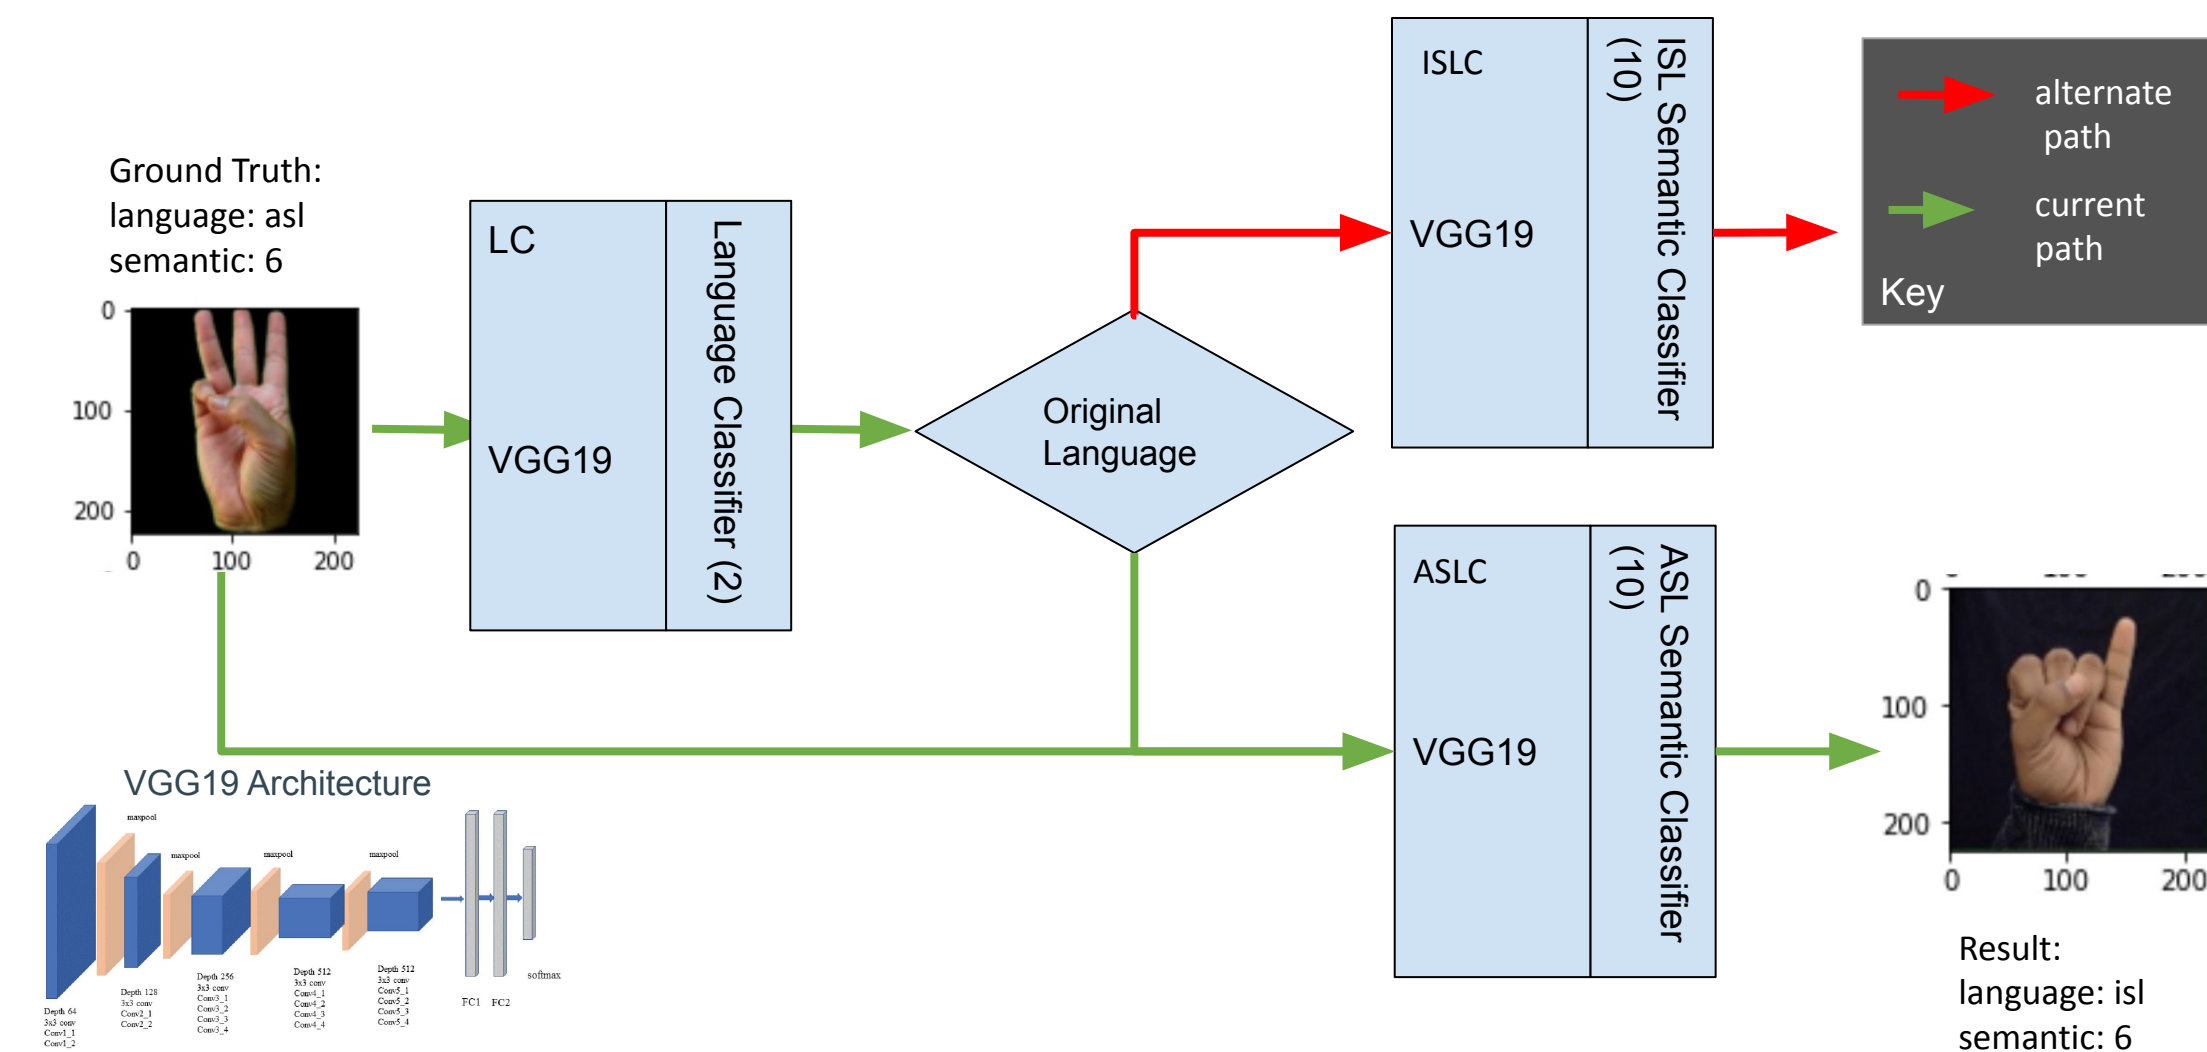 Ground Truth:
language: asl
semantic: 6
0
100
200
0
100
200
LC
VGG19
Language Classifier (2)
Original
Language
ISLC
VGG19
ISL Semantic Classifier
(10)
alternate
path
current
path
Key
ASLC
VGG19
ASL Semantic Classifier
(10)
0
100
200
0
100
200
Result:
language: isl
semantic: 6
VGG19 Architecture
maxpool
maxpool
maxpool
maxpool
Depth 64
3x3 conv
Conv1_1
Conv1_2
Depth 128
3x3 conv
Conv2_1
Conv2_2
Depth 256
3x3 conv
Conv3_1
Conv3_2
Conv3_3
Conv3_4
Depth 512
3x3 conv
Conv4_1
Conv4_2
Conv4_3
Conv4_4
Depth 512
3x3 conv
Conv5_1
Conv5_2
Conv5_3
Conv5_4
FC1
FC2
softmax